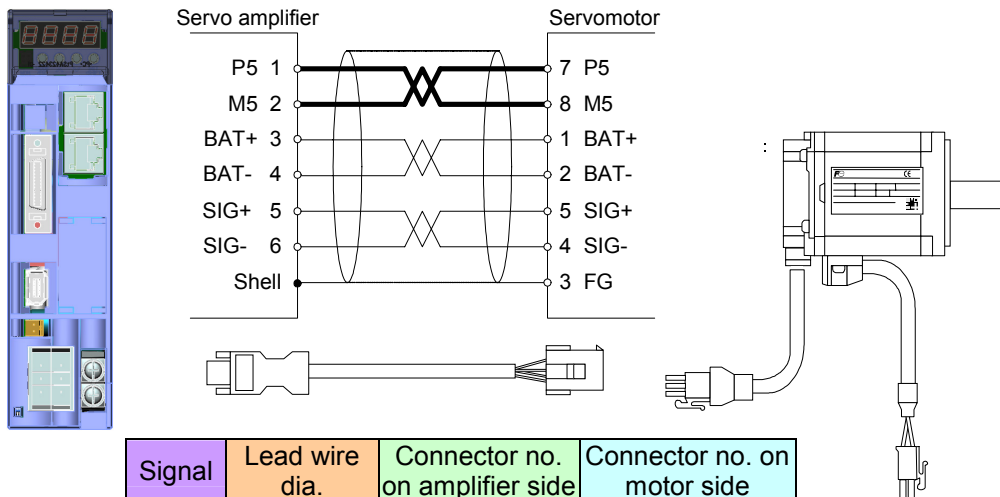 Servo amplifier
Servomotor
P5 1
7 P5
M5 2
8 M5
BAT+ 3
1 BAT+
BAT- 4
2 BAT-
SIG+ 5
5 SIG+
SIG- 6
4 SIG-
Shell
3 FG
:
CE
Signal
Lead wire
dia.
Connector no.
on amplifier side
Connector no. on
motor side